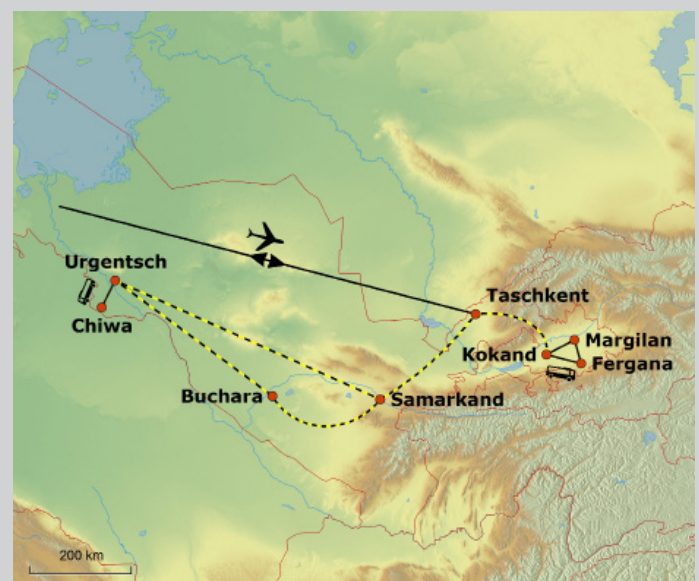 Urgentsch
Chiwa
Taschkent
Margilan
Kokand
Fergana
Buchara
Samarkand
200 km